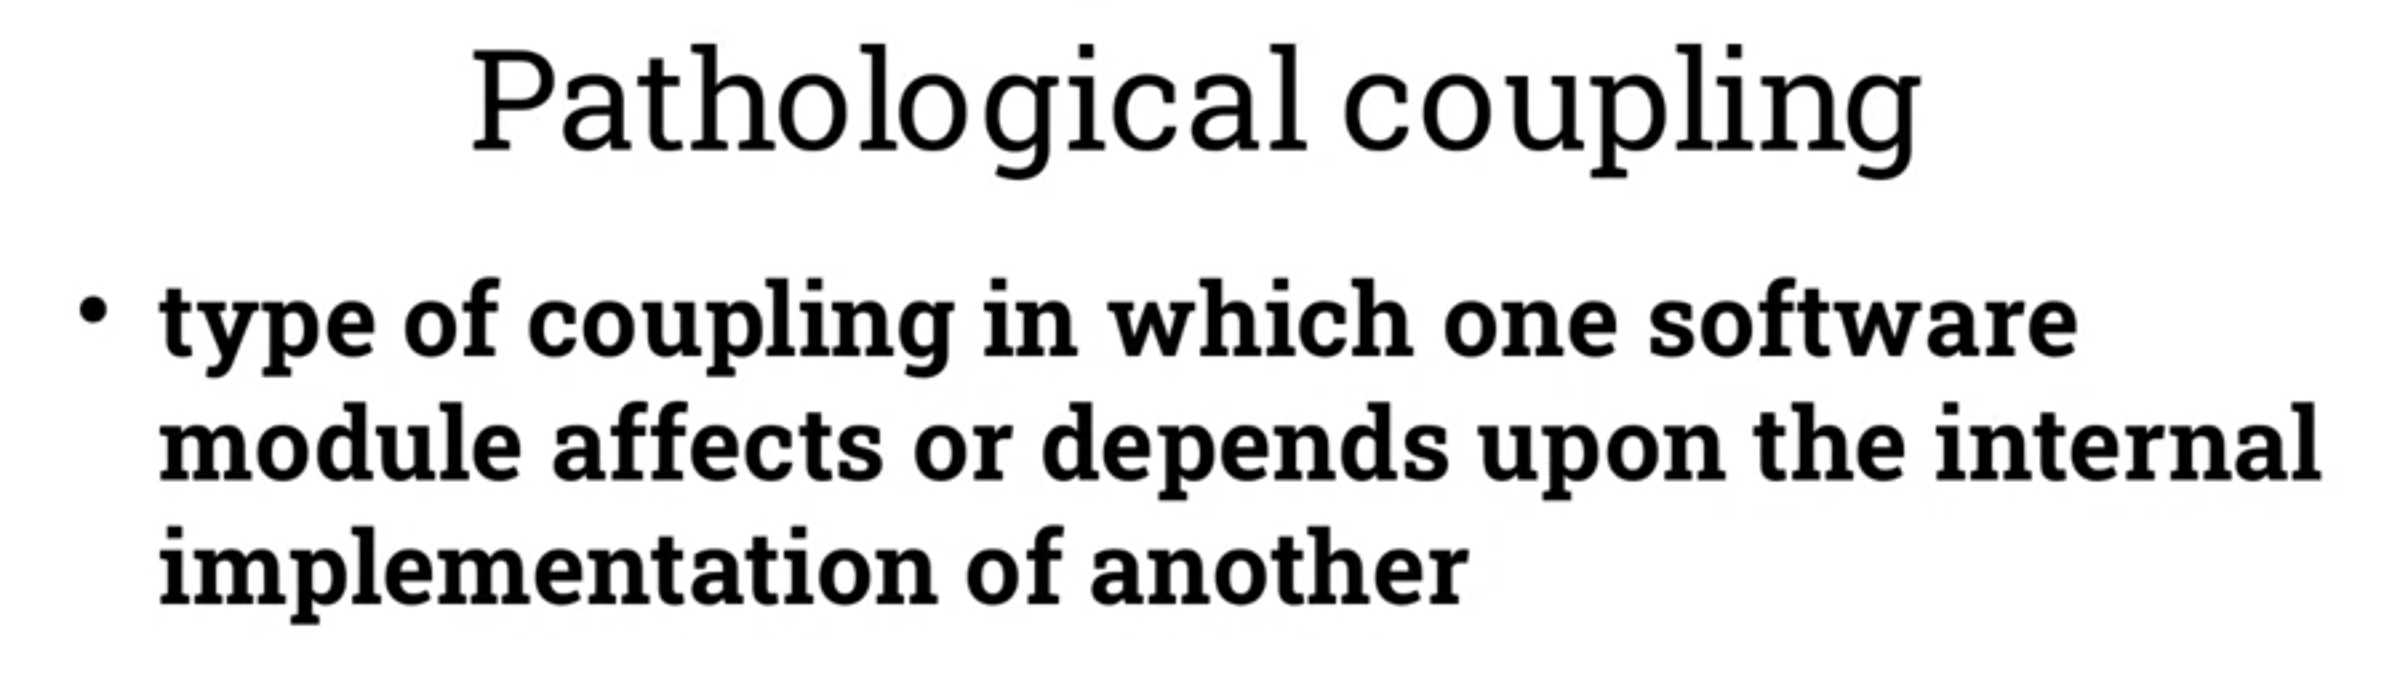 Pathological coupling
• type of coupling in which one software
module affects or depends upon the internal
implementation of another